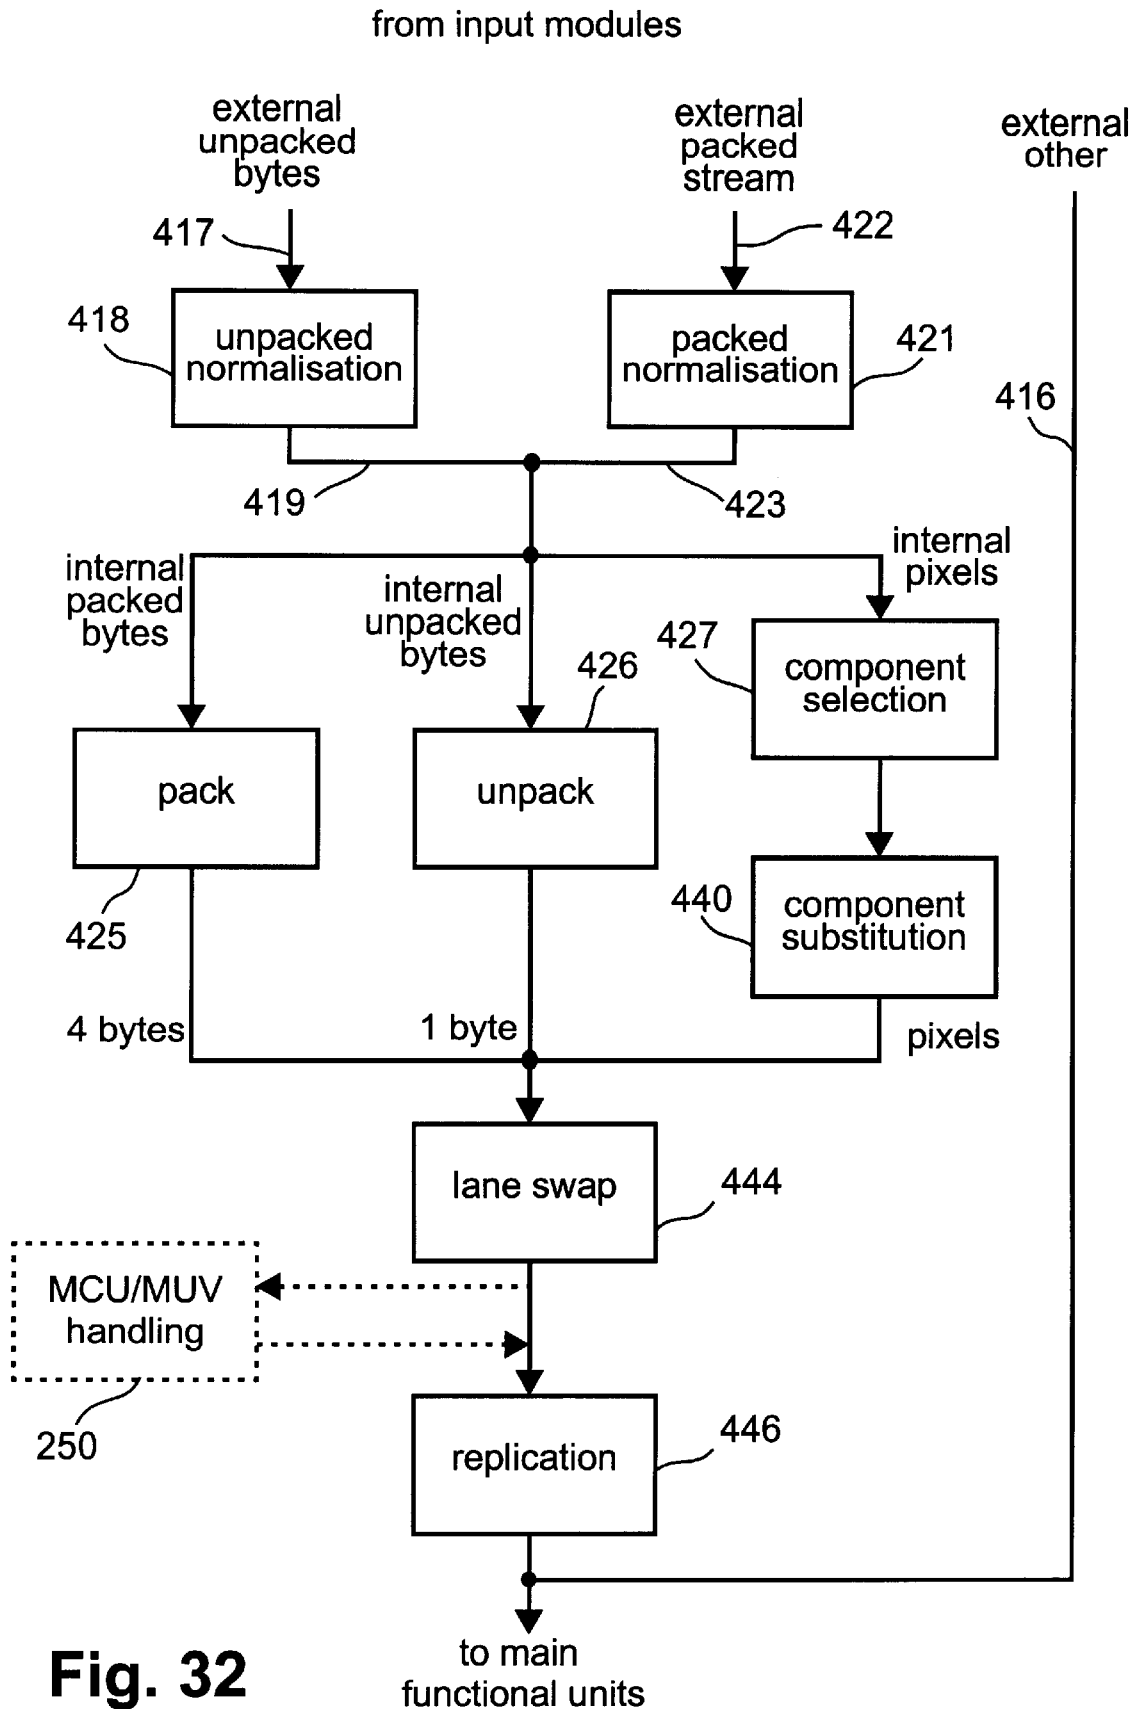 from input modules
external
unpacked
bytes
external
packed
stream
external
other
417
422
418
unpacked
normalisation
packed
normalisation
421
416
419
423
internal
packed
bytes
internal
unpacked
bytes
internal
pixels
427
component
selection
426
pack
unpack
425
440
component
substitution
4 bytes
1 byte
pixels
lane swap
444
MCU/MUV
handling
250
replication
446
to main
functional units
Fig. 32